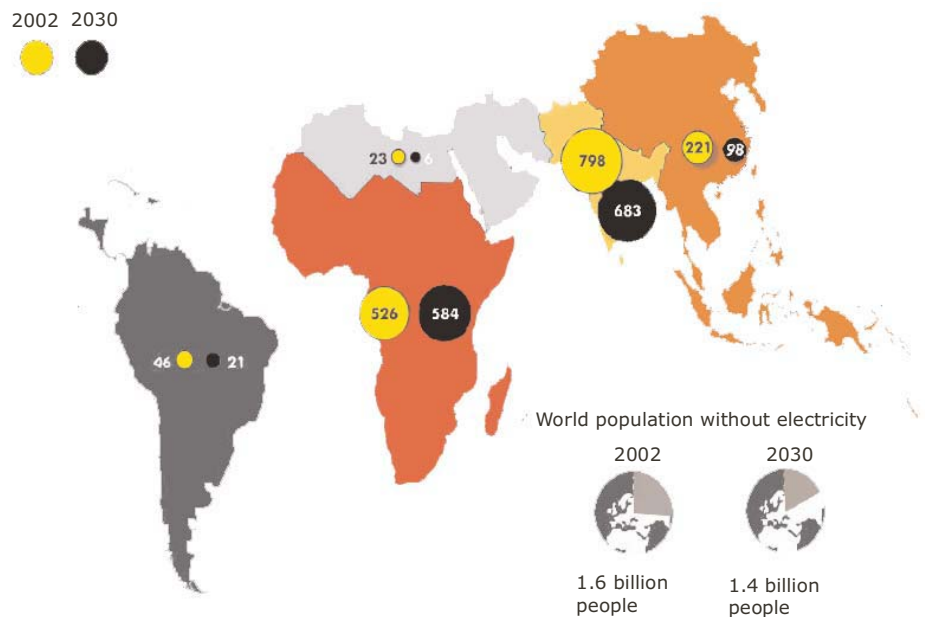 2002 2030
23 6
798
221 98
683
526 584
46 21
World population without electricity
2002 2030
1.6 billion
people
1.4 billion
people